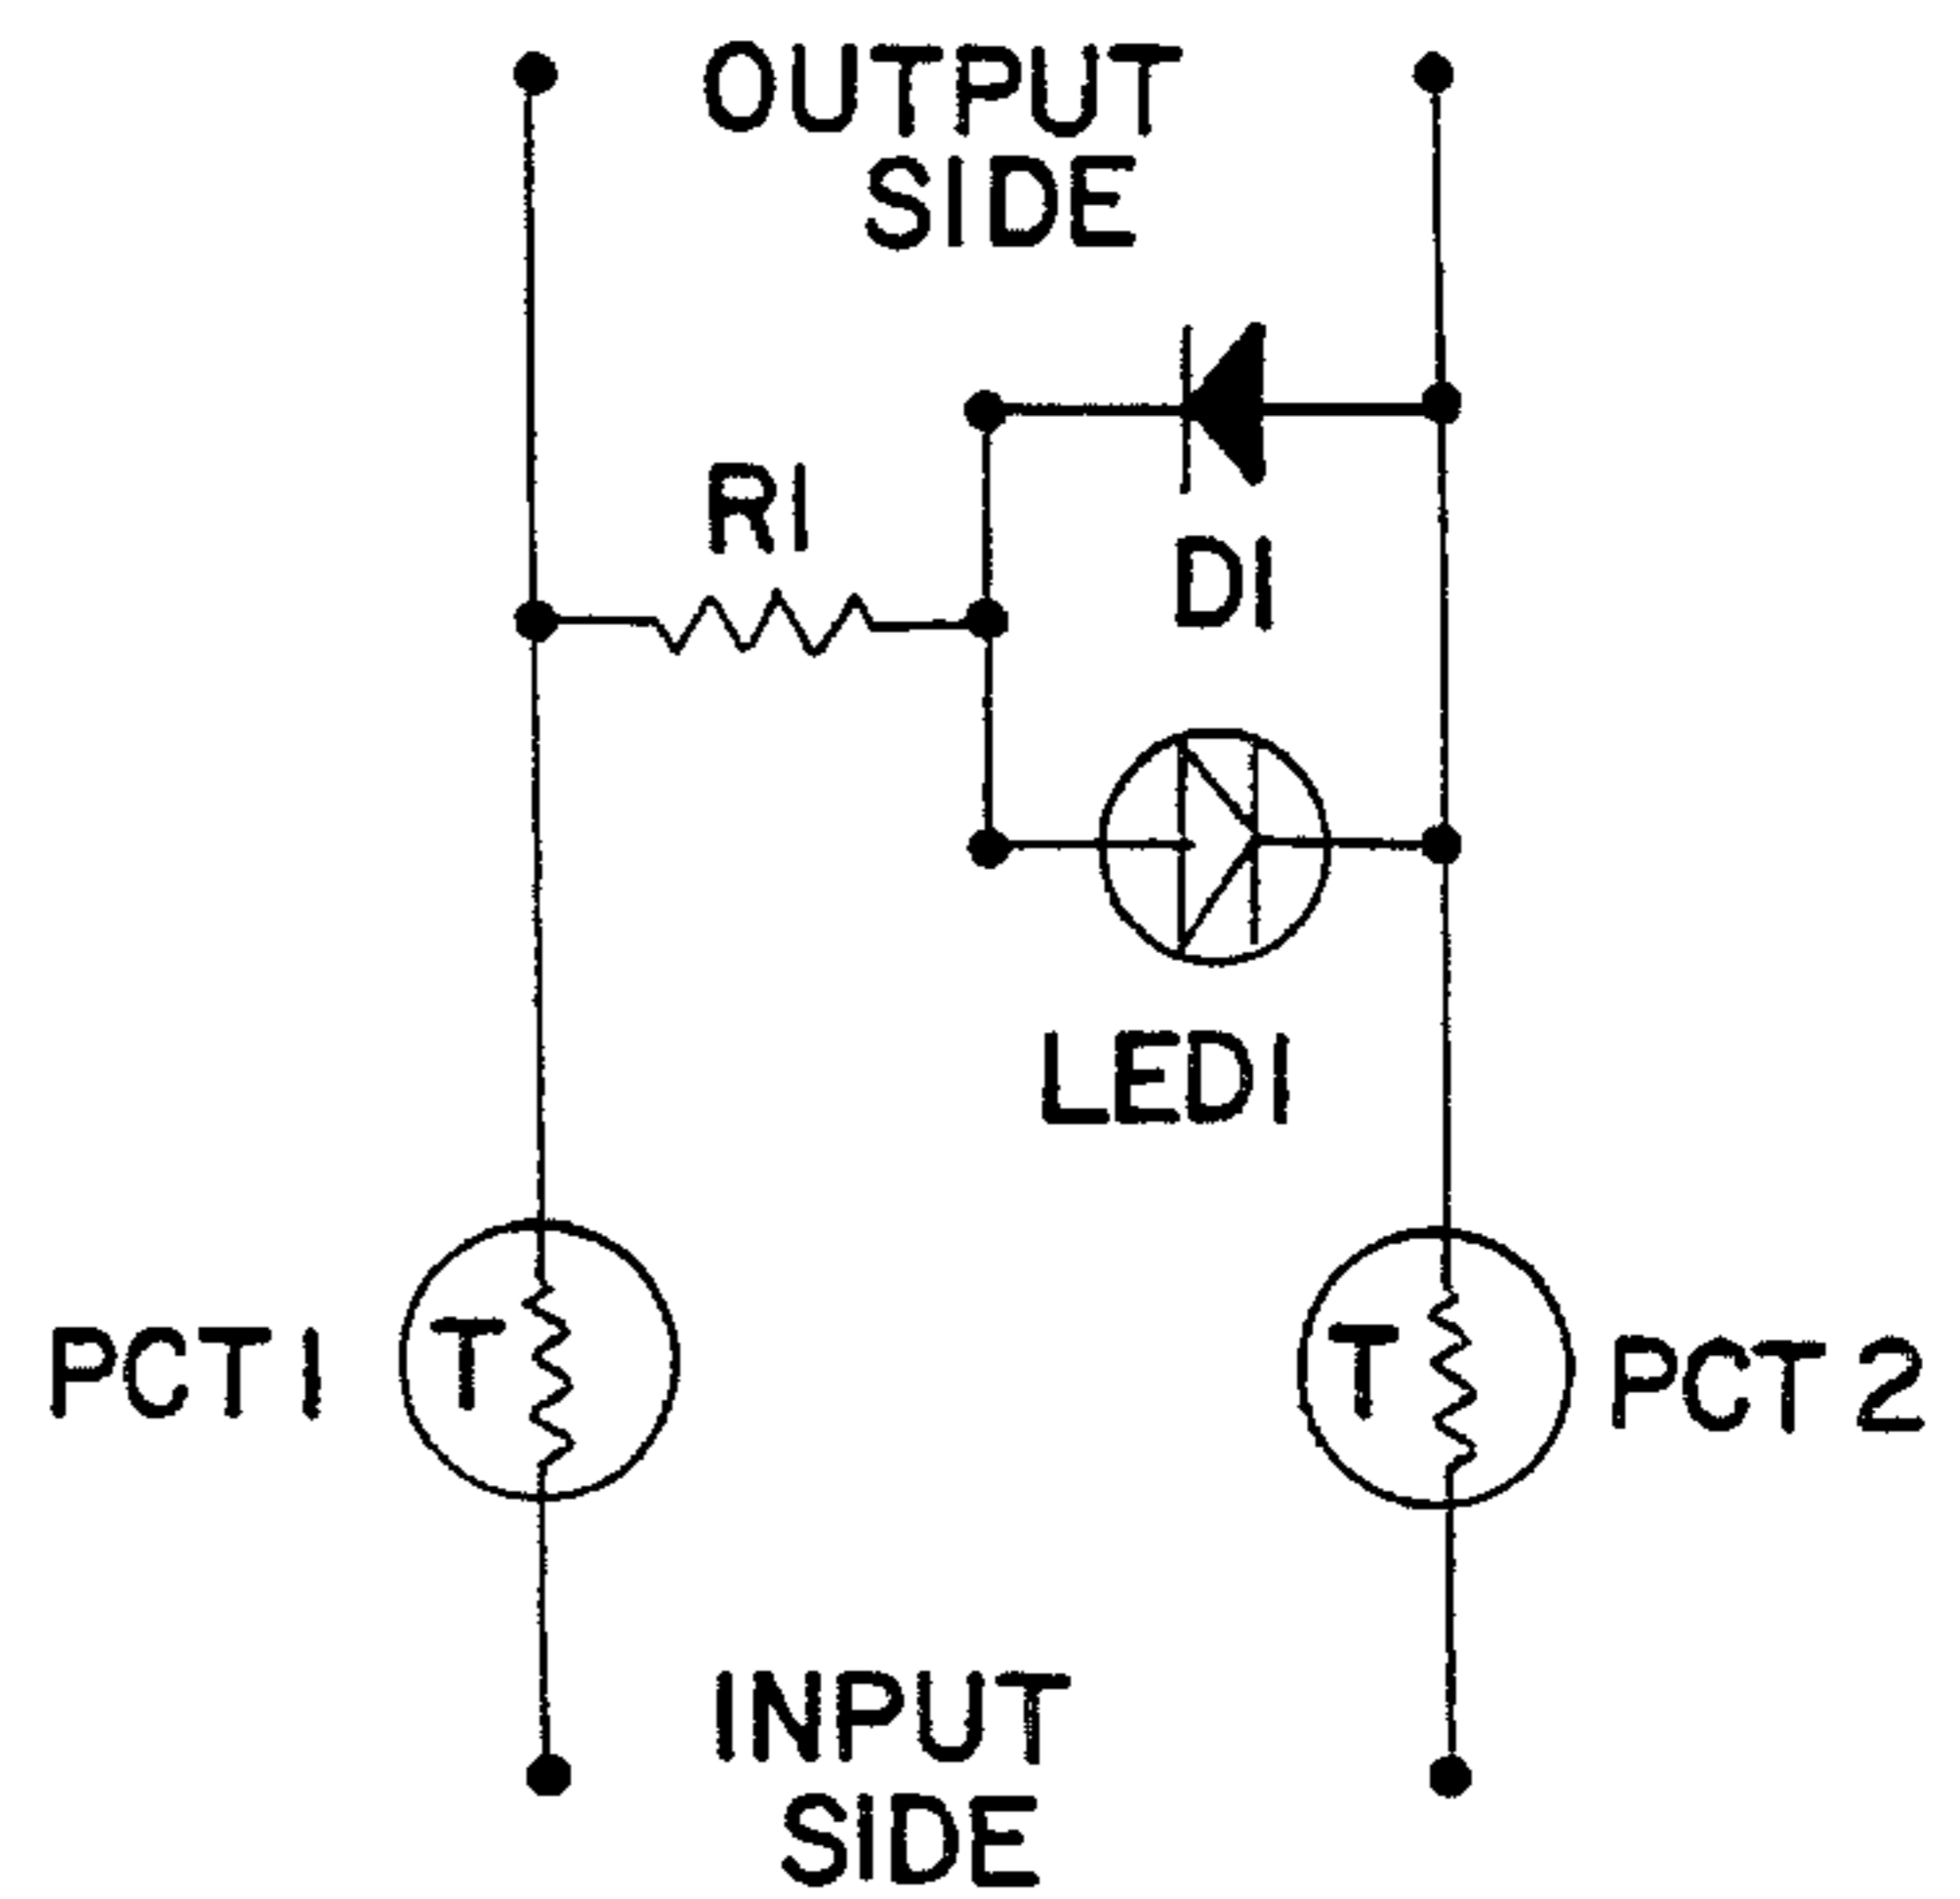 OUTPUT
SIDE
R1
D1
LED1
PCT1
T
T
PCT2
INPUT
SIDE